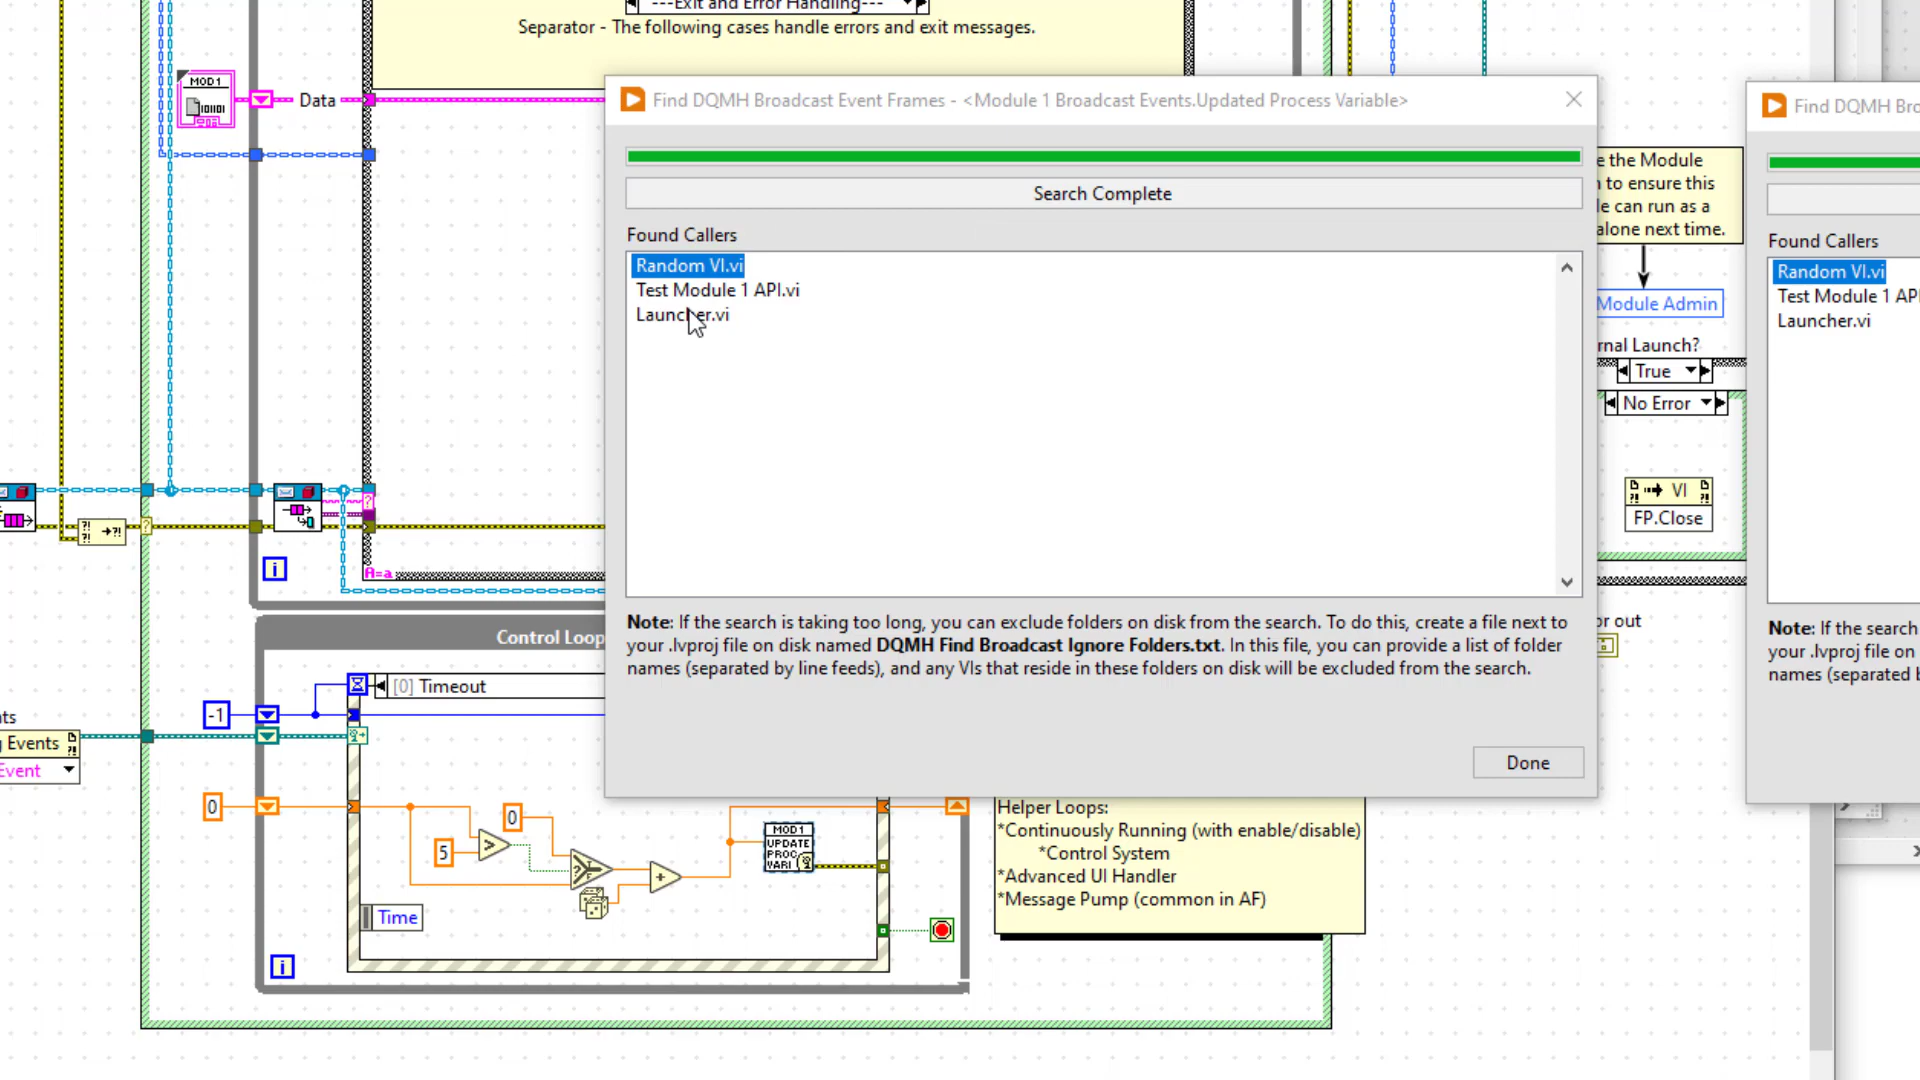 ---Exit and Error Handling---
Separator - The following cases handle errors and exit messages.
MOD1
Data
Find DQMH Broadcast Event Frames - <Module 1 Broadcast Events.Updated Process Variable>
Search Complete
Found Callers
Random VI.vi
Test Module 1 API.vi
Launcher.vi
Note: If the search is taking too long, you can exclude folders on disk from the search. To do this, create a file next to
your .lvproj file on disk named DQMH Find Broadcast Ignore Folders.txt. In this file, you can provide a list of folder
names (separated by line feeds), and any VIs that reside in these folders on disk will be excluded from the search.
Done
e the Module
to ensure this
le can run as a
alone next time.
Module Admin
rnal Launch?
True
No Error
VI
FP.Close
or out
Find DQMH Bro
Found Callers
Random VI.vi
Test Module 1 AP
Launcher.vi
Note: If the search
your .lvproj file on
names (separated b
A=a
i
Control Loop
[0] Timeout
-1
ts
g Events
Event
0
0
5
MOD1
UPDATE
PROC
VARI
Time
i
Helper Loops:
*Continuously Running (with enable/disable)
*Control System
*Advanced UI Handler
*Message Pump (common in AF)